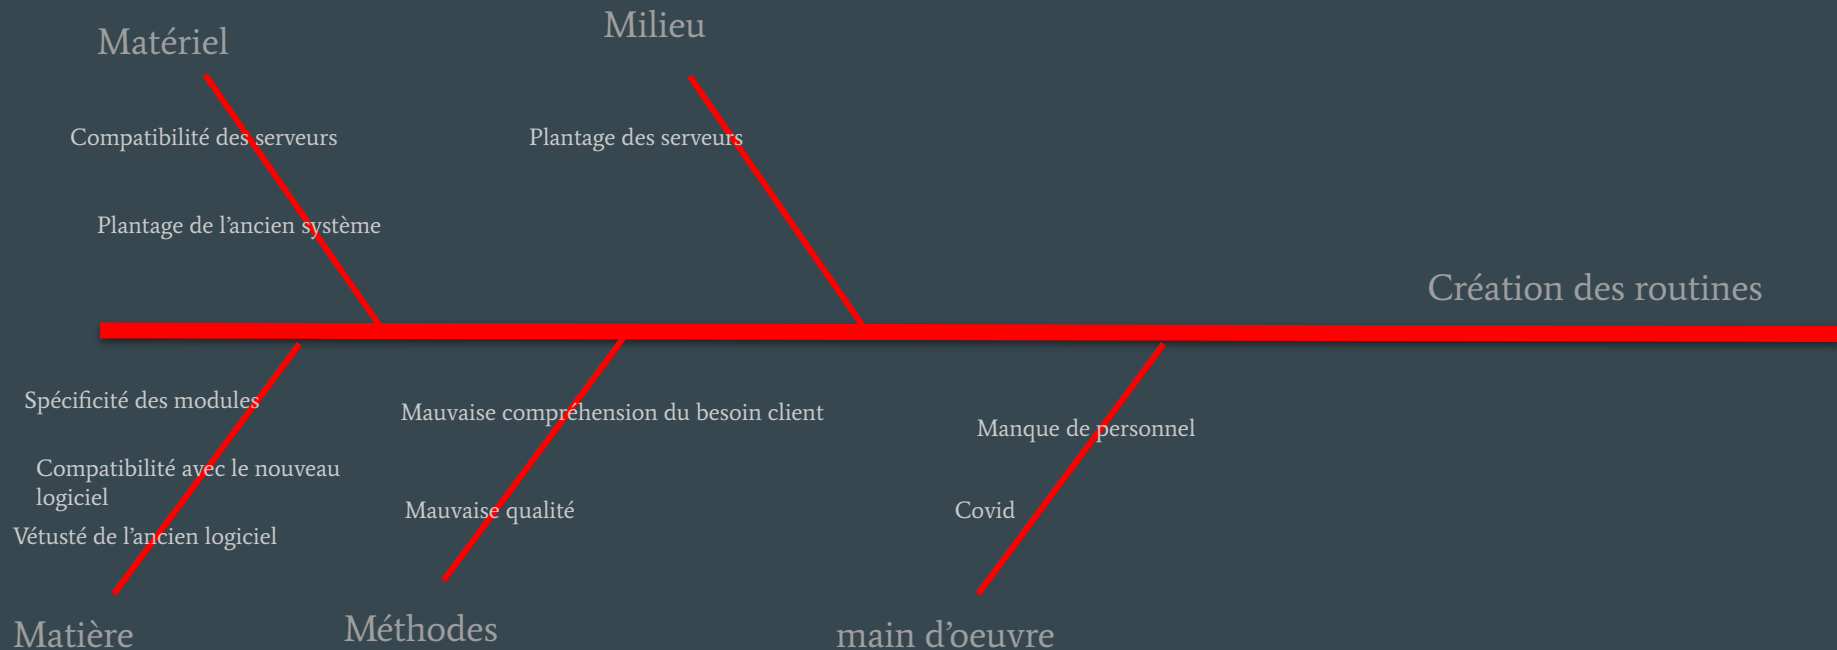 Matériel
Milieu
Compatibilité des serveurs
Plantage des serveurs
Plantage de l’ancien système
Création des routines
Spécificité des modules
Mauvaise compréhension du besoin client
Manque de personnel
Compatibilité avec le nouveau
logiciel
Mauvaise qualité
Covid
Vétusté de l’ancien logiciel
Matière
Méthodes
main d’oeuvre